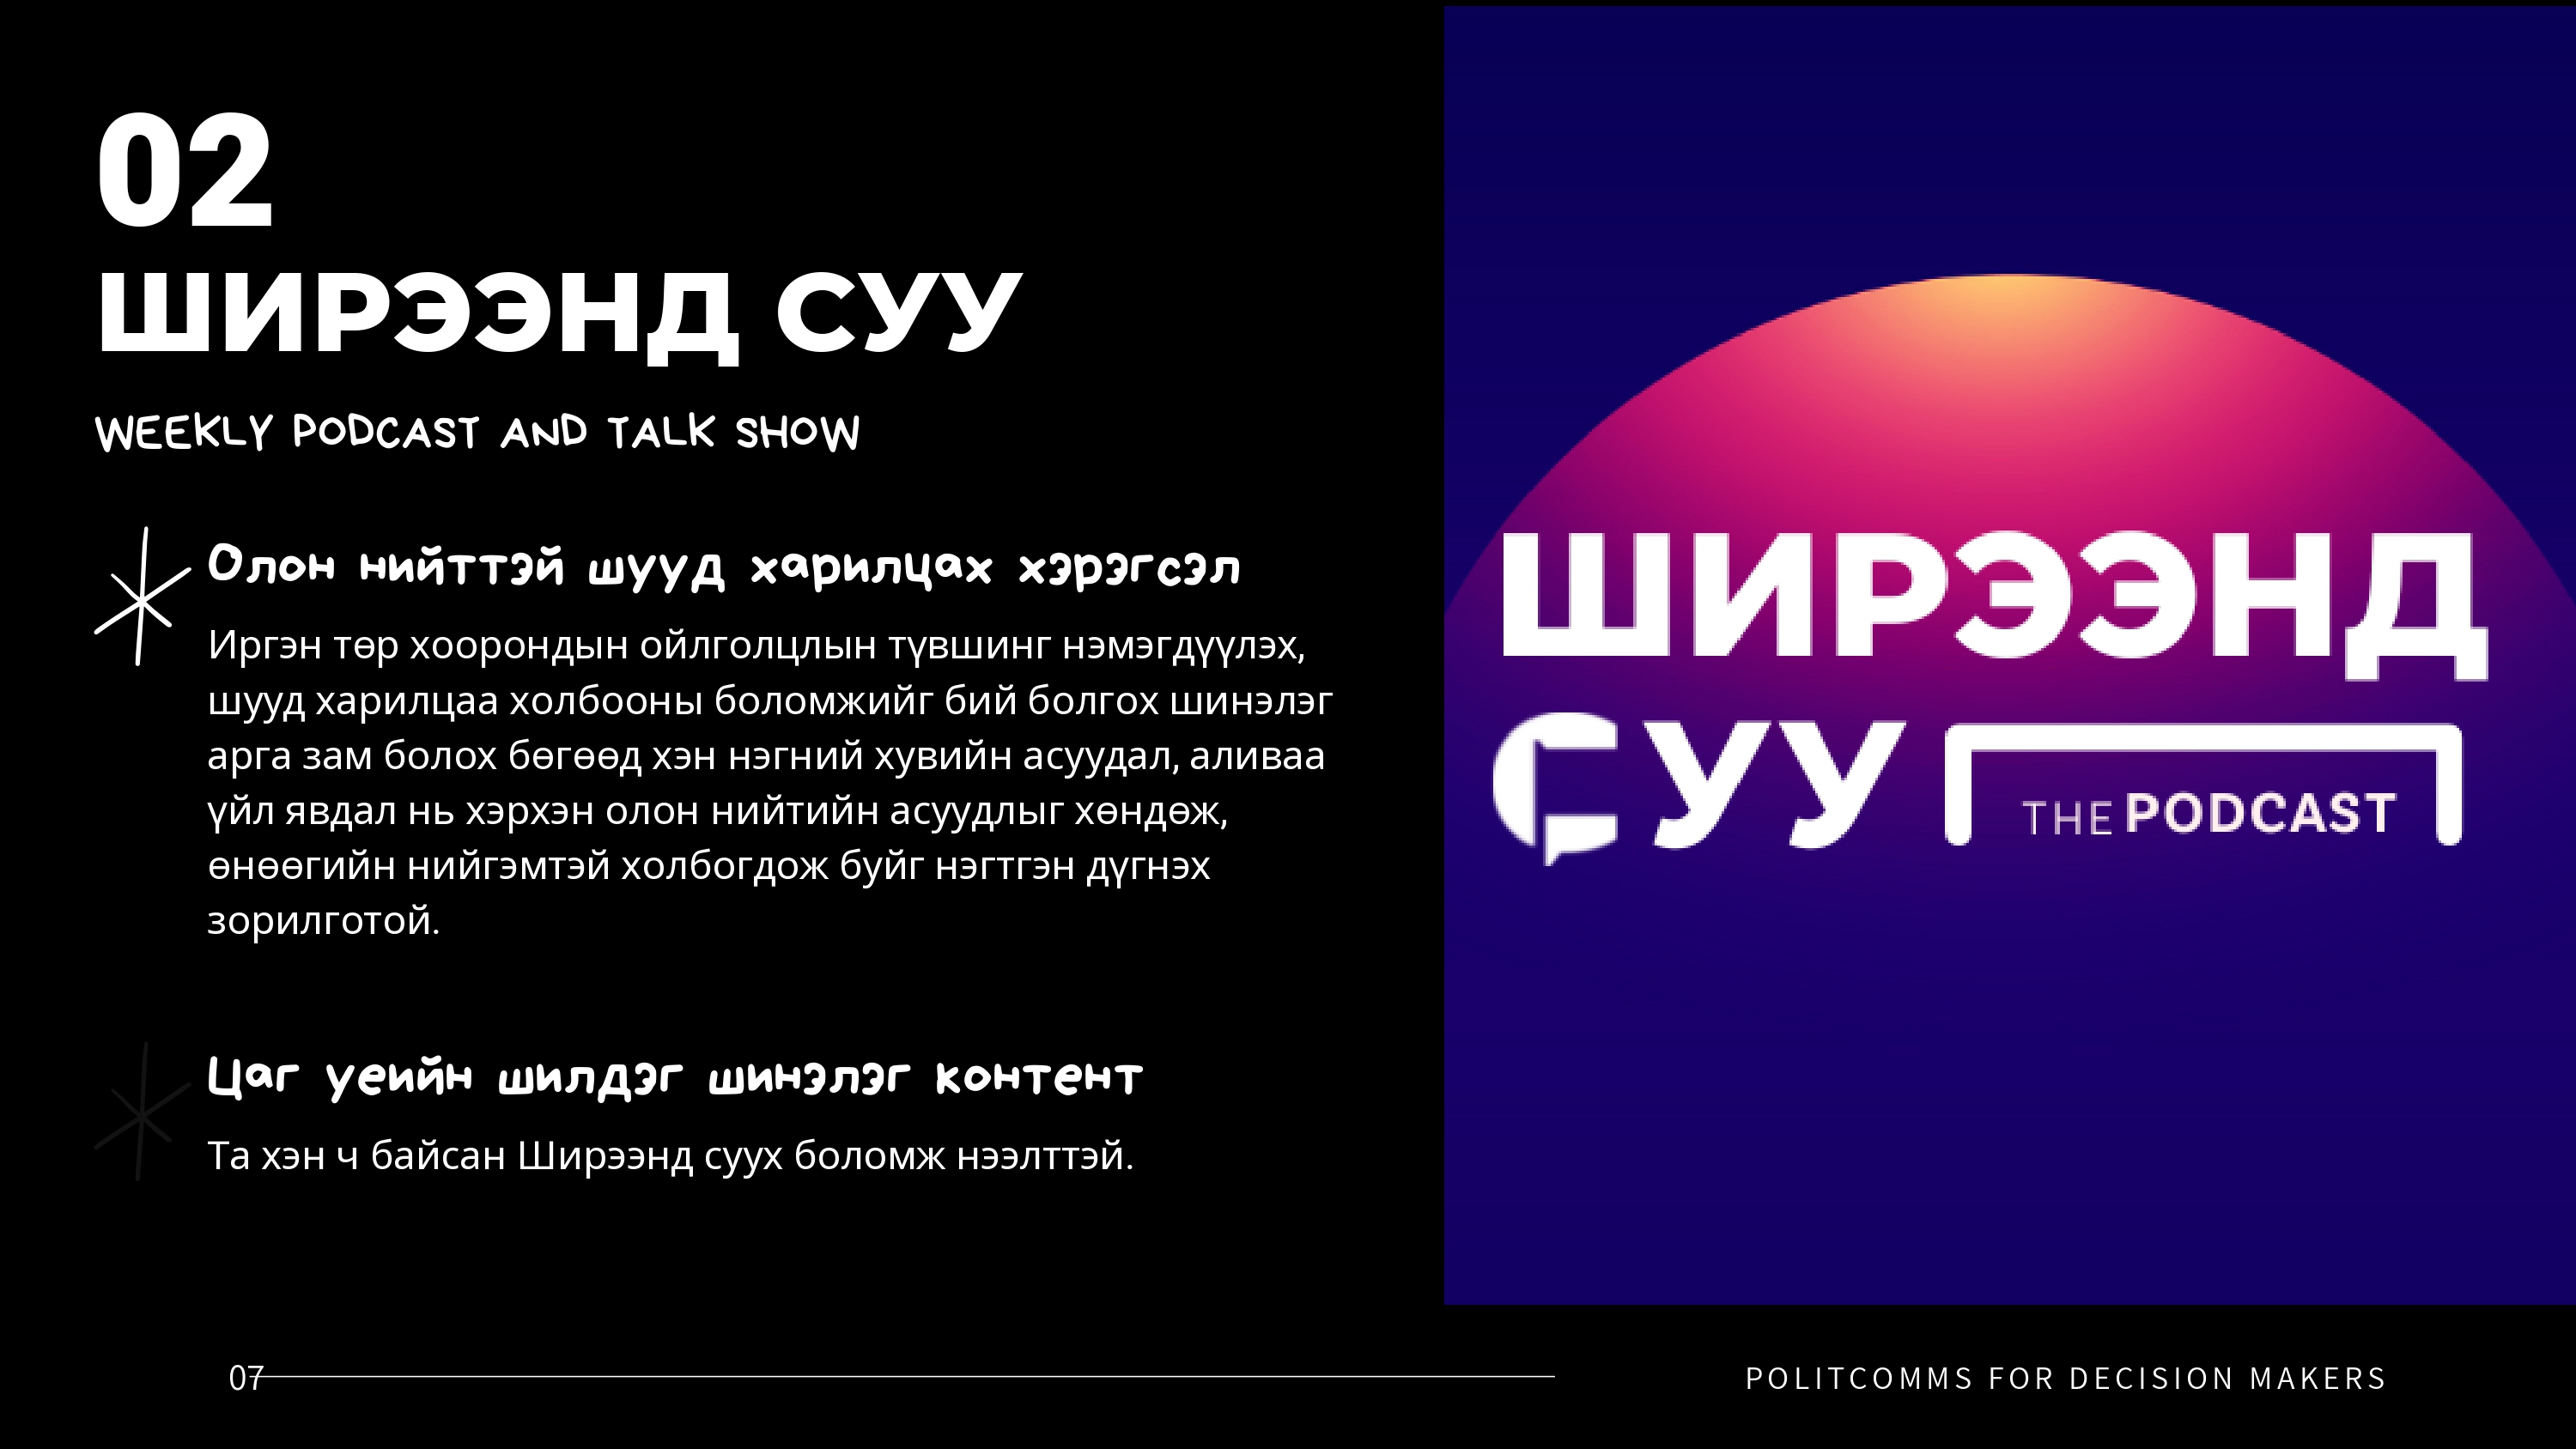 02
ШИРЭЭНД СУУ
WEEKLY PODCAST AND TALK SHOW
Олон нийттэй шууд харилцах хэрэгсэл
Иргэн төр хоорондын ойлголцлын түвшинг нэмэгдүүлэх,
шууд харилцаа холбооны боломжийг бий болгох шинэлэг
арга зам болох бөгөөд хэн нэгний хувийн асуудал, аливаа
үйл явдал нь хэрхэн олон нийтийн асуудлыг хөндөж,
өнөөгийн нийгэмтэй холбогдож буйг нэгтгэн дүгнэх
зорилготой.
Цаг уеийн шилдэг шинэлэг контент
Та хэн ч байсан Ширээнд суух боломж нээлттэй.
ШИРЭЭНД
СУУ THE PODCAST
07
POLITCOMMS FOR DECISION MAKERS